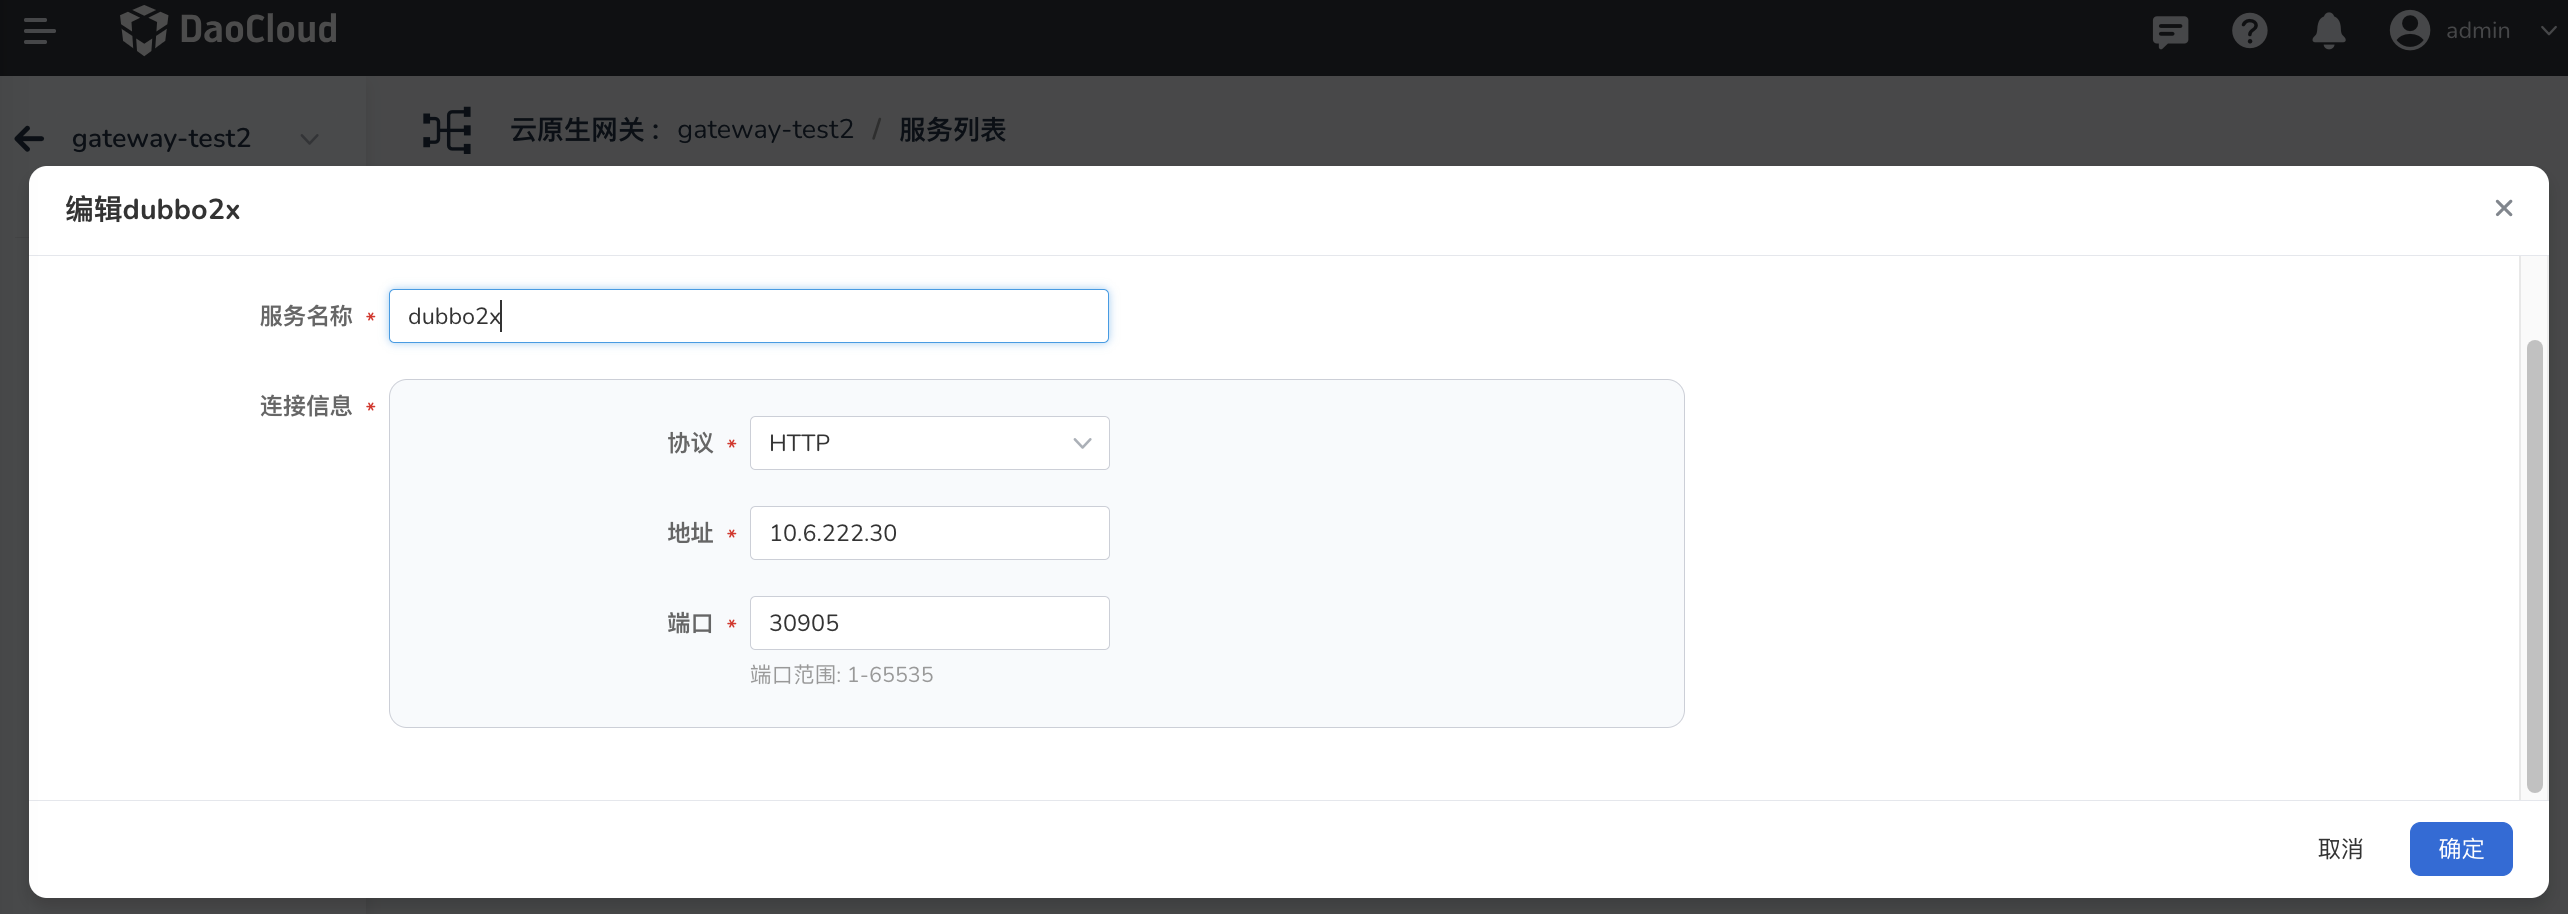 DaoCloud
admin
gateway-test2
云原生网关： gateway-test2 / 服务列表
编辑dubbo2x
服务名称 * dubbo2x
连接信息 *
协议 * HTTP
地址 * 10.6.222.30
端口 * 30905
端口范围: 1-65535
取消 确定